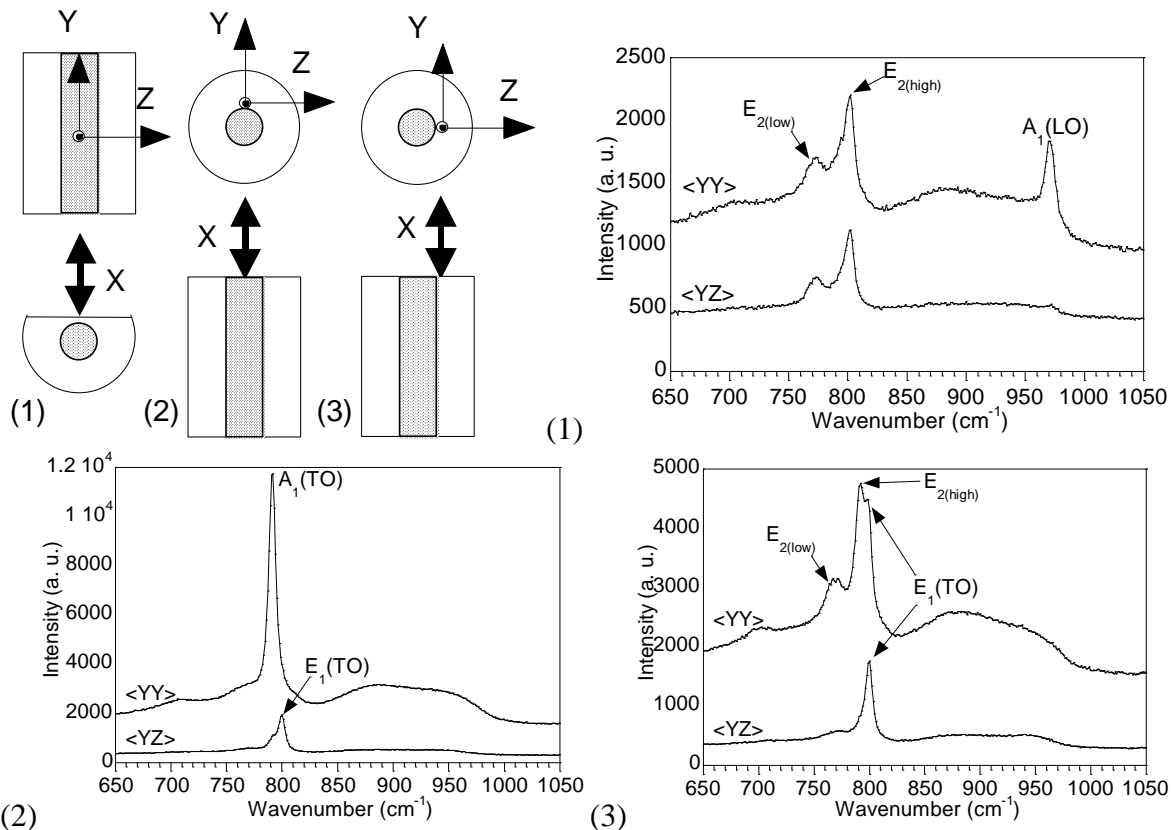 Y
Z
X
(1)
Y
Z
X
(2)
Y
Z
X
(3)
(1)
2500
2000
1500
1000
500
0
Intensity (a. u.)
E2(low)
E2(high)
A1(LO)
<YY>
<YZ>
650 700 750 800 850 900 950 1000 1050
Wavenumber (cm-1)
(2)
1.2 10^4
1 10^4
8000
6000
4000
2000
0
Intensity (a. u.)
A1(TO)
E1(TO)
<YY>
<YZ>
650 700 750 800 850 900 950 1000 1050
Wavenumber (cm-1)
(3)
5000
4000
3000
2000
1000
0
Intensity (a. u.)
E2(high)
E2(low)
E1(TO)
<YY>
<YZ>
650 700 750 800 850 900 950 1000 1050
Wavenumber (cm-1)